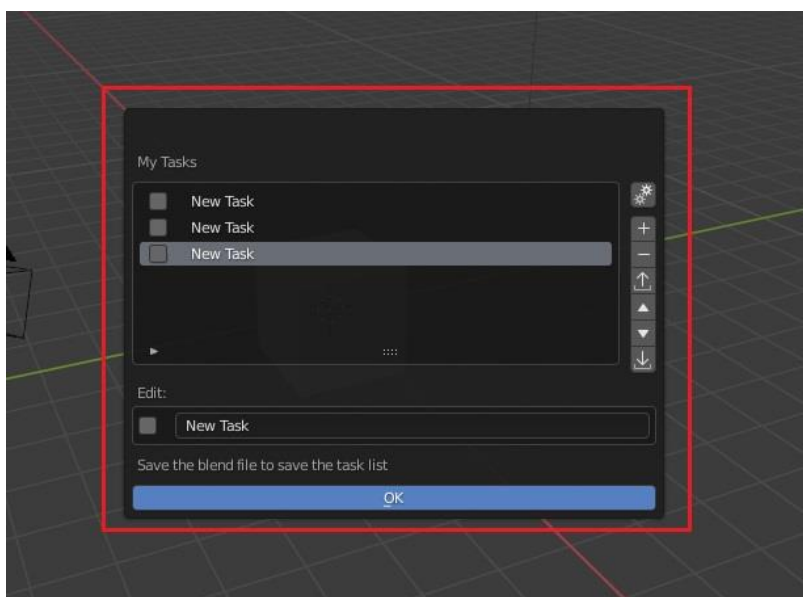 My Tasks
New Task
New Task
New Task
Edit:
New Task
Save the blend file to save the task list
OK